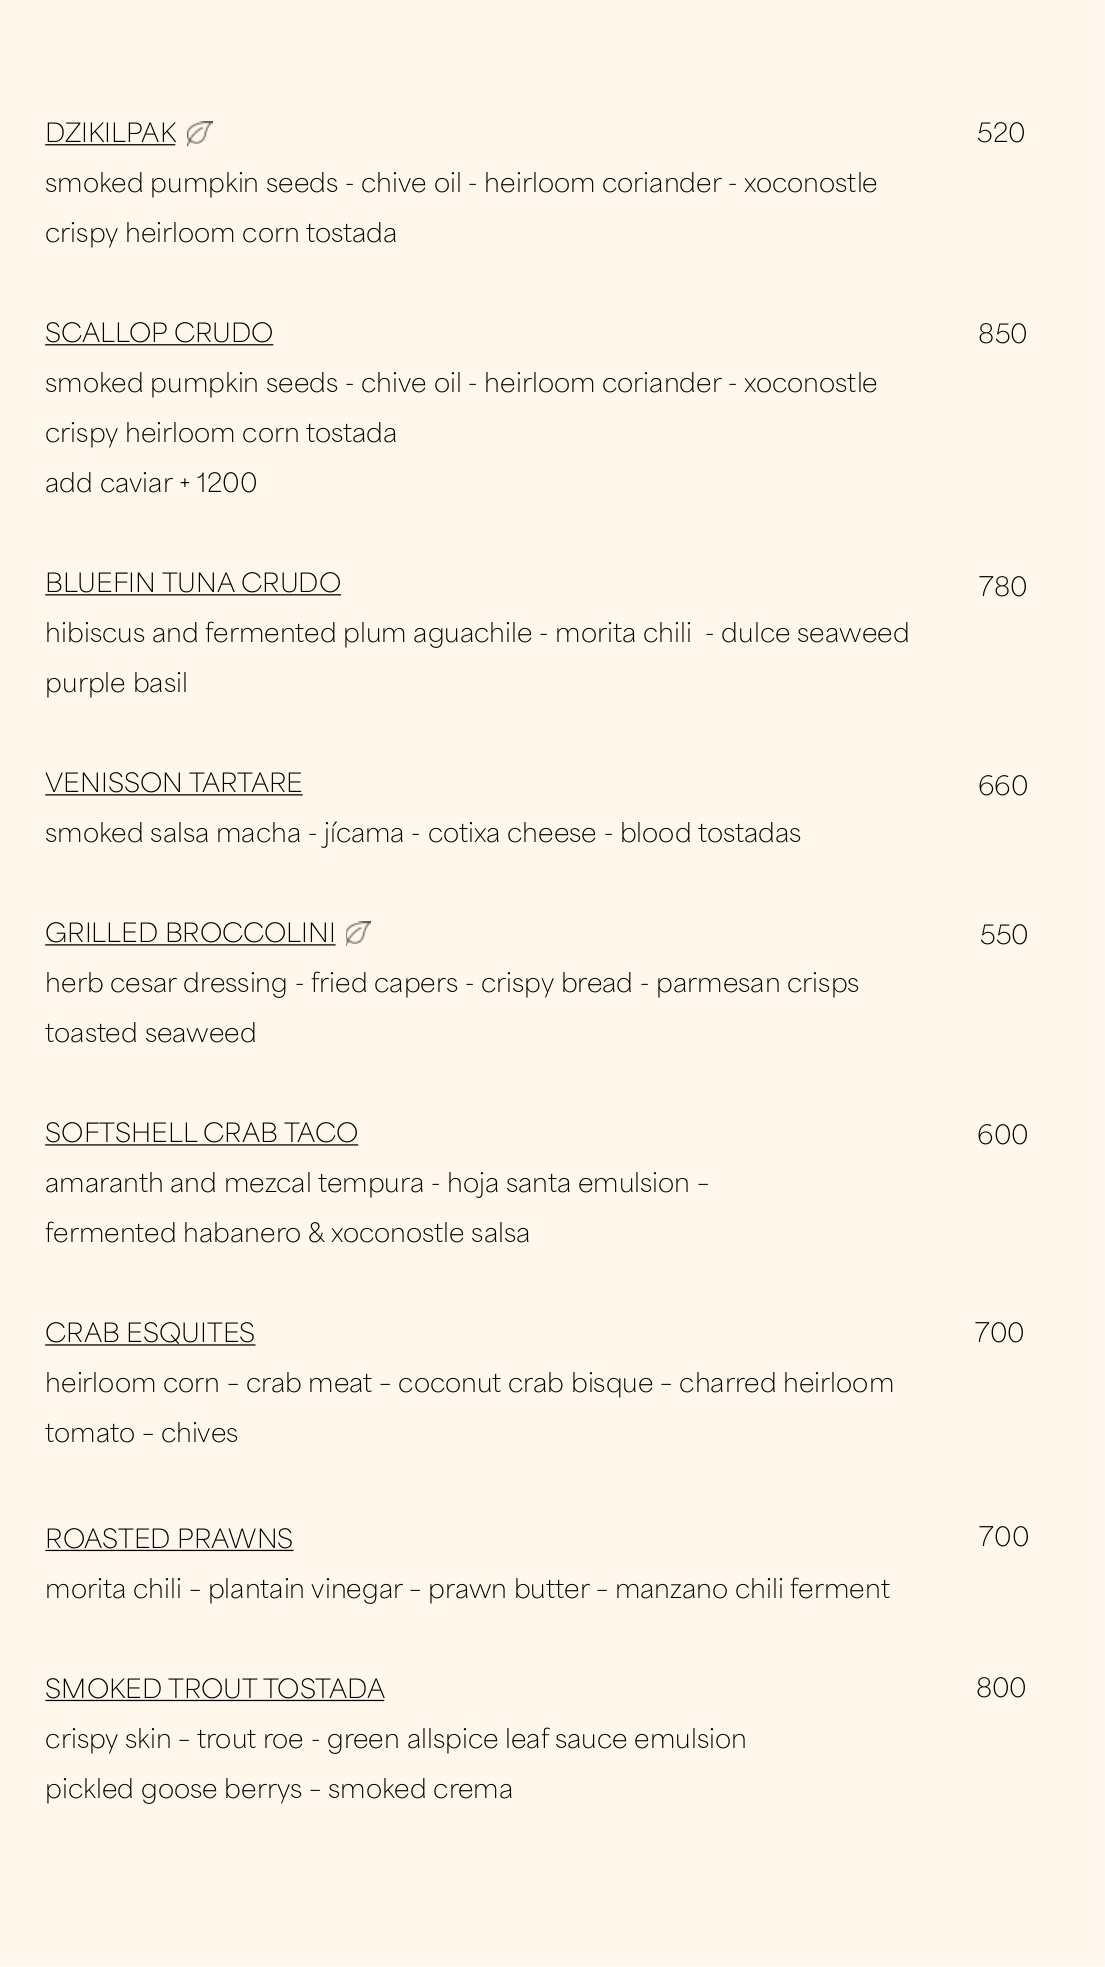 DZIKILPAK 520
smoked pumpkin seeds - chive oil - heirloom coriander - xoconostle
crispy heirloom corn tostada
SCALLOP CRUDO 850
smoked pumpkin seeds - chive oil - heirloom coriander - xoconostle
crispy heirloom corn tostada
add caviar + 1200
BLUEFIN TUNA CRUDO 780
hibiscus and fermented plum aguachile - morita chili  - dulce seaweed
purple basil
VENISSON TARTARE 660
smoked salsa macha - jícama - cotixa cheese - blood tostadas
GRILLED BROCCOLINI 550
herb cesar dressing - fried capers - crispy bread - parmesan crisps
toasted seaweed
SOFTSHELL CRAB TACO 600
amaranth and mezcal tempura - hoja santa emulsion –
fermented habanero & xoconostle salsa
CRAB ESQUITES 700
heirloom corn – crab meat – coconut crab bisque – charred heirloom
tomato – chives
ROASTED PRAWNS 700
morita chili – plantain vinegar – prawn butter – manzano chili ferment
SMOKED TROUT TOSTADA 800
crispy skin – trout roe - green allspice leaf sauce emulsion
pickled goose berrys – smoked crema